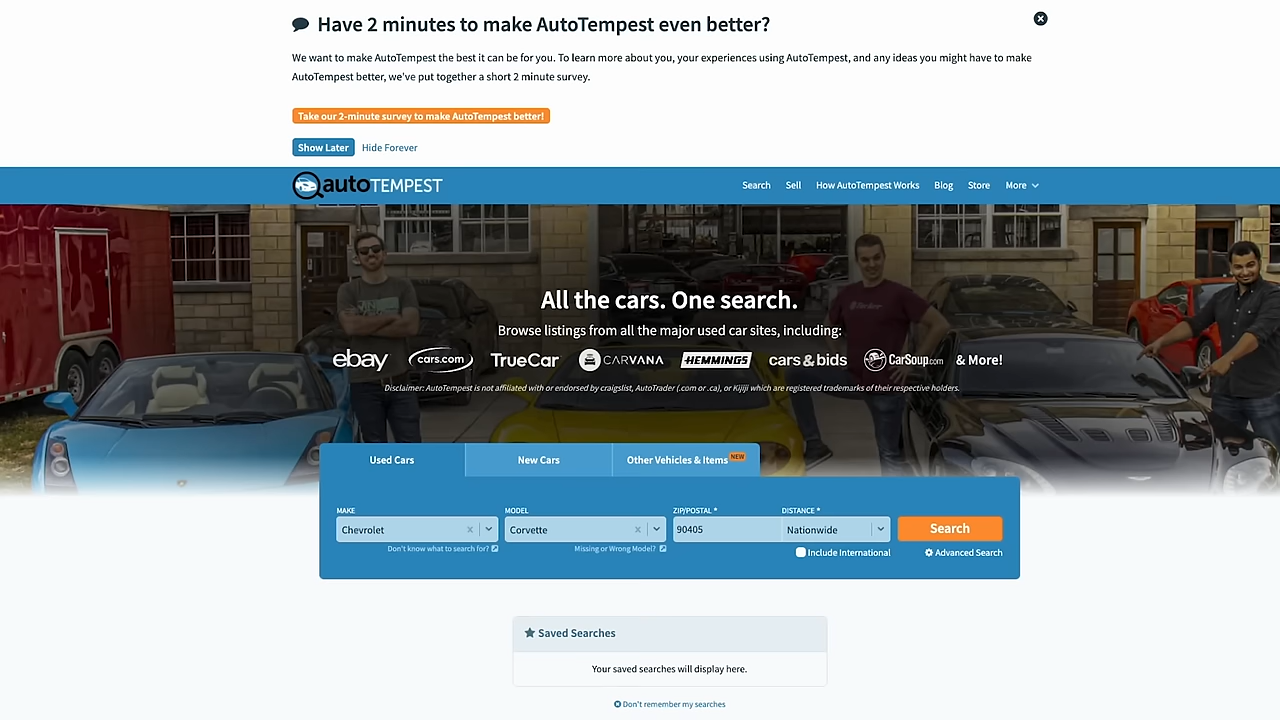 Have 2 minutes to make AutoTempest even better?
We want to make AutoTempest the best it can be for you. To learn more about you, your experiences using AutoTempest, and any ideas you might have to make
AutoTempest better, we've put together a short 2 minute survey.
Take our 2-minute survey to make AutoTempest better!
Show Later Hide Forever
autoTEMPEST Search Sell How AutoTempest Works Blog Store More
All the cars. One search.
Browse listings from all the major used car sites, including:
ebay cars.com TrueCar CARVANA HEMMINGS cars&bids CarSoup.com & More!
Disclaimer: AutoTempest is not affiliated with or endorsed by craigslist, AutoTrader (.com or .ca), or Kijiji which are registered trademarks of their respective holders.
Used Cars New Cars Other Vehicles & Items NEW
MAKE MODEL ZIP/POSTAL * DISTANCE *
Chevrolet Corvette 90405 Nationwide Search
Don't know what to search for? Missing or Wrong Model? Include International Advanced Search
Saved Searches
Your saved searches will display here.
Don't remember my searches